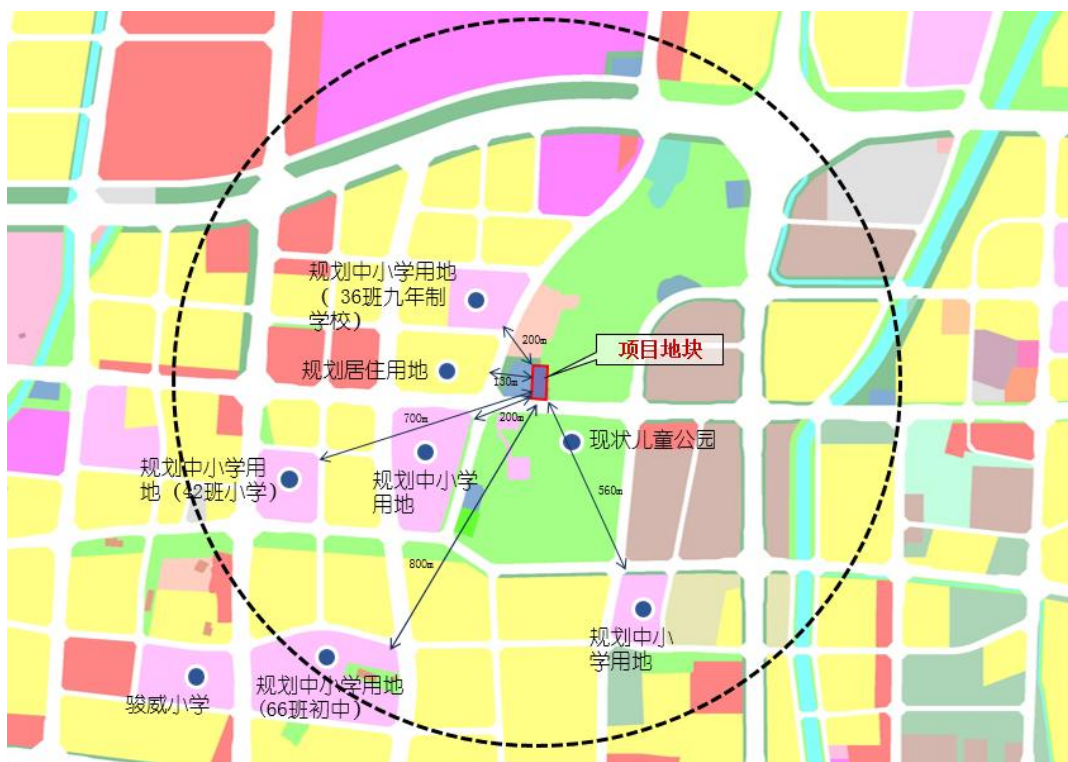 规划中小学用地
（ 36班九年制
学校）
200m
项目地块
规划居住用地
130m
700m
200m
现状儿童公园
规划中小学用
地（42班小学）
规划中小学
用地
560m
800m
规划中小
学用地
骏威小学
规划中小学用地
(66班初中)